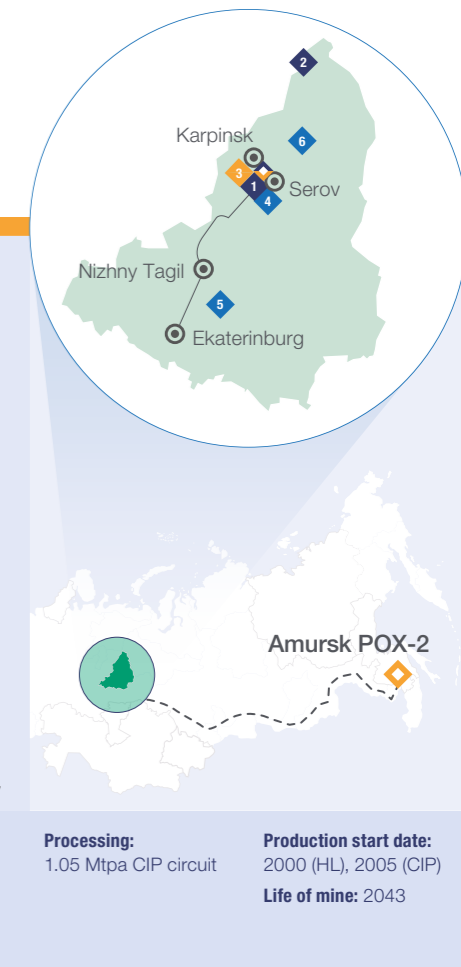 2
Karpinsk
6
3
Serov
1
4
Nizhny Tagil
5
Ekaterinburg
Amursk POX-2
Processing:
1.05 Mtpa CIP circuit
Production start date:
2000 (HL), 2005 (CIP)
Life of mine: 2043